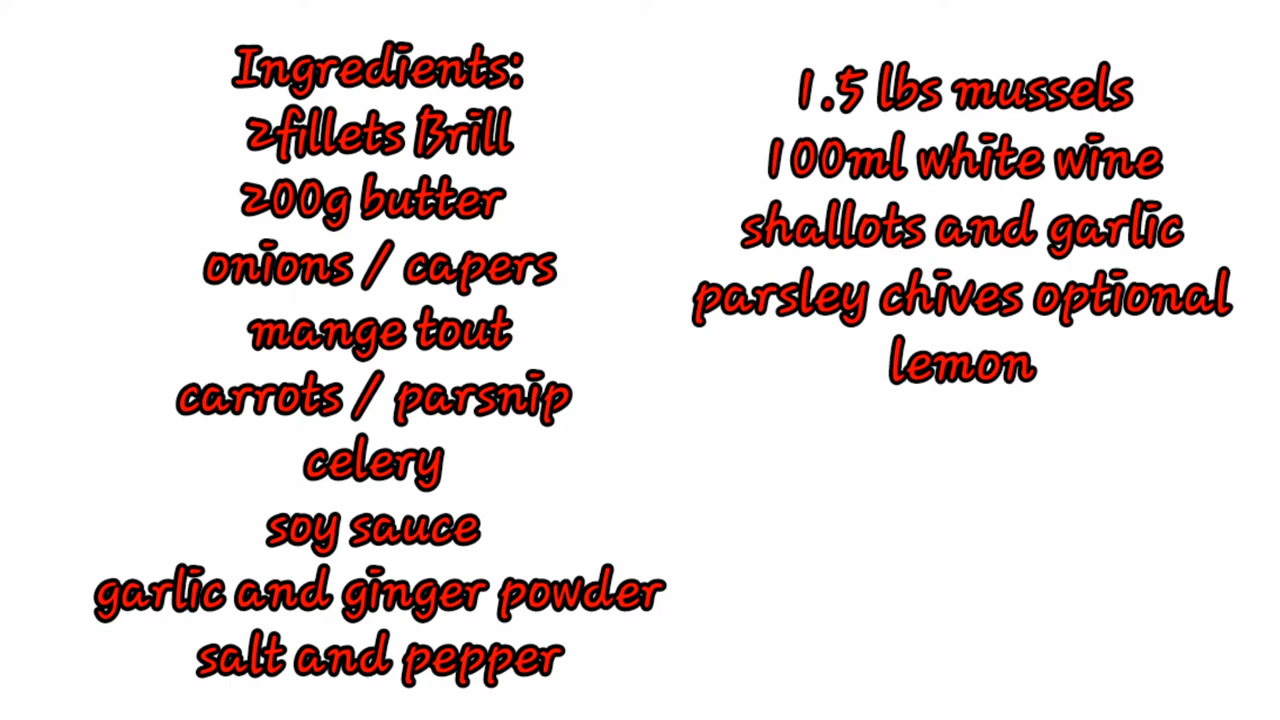 Ingredients:
2fillets Brill
200g butter
onions / capers
mange tout
carrots / parsnip
celery
soy sauce
garlic and ginger powder
salt and pepper
1.5 lbs mussels
100ml white wine
shallots and garlic
parsley chives optional
lemon